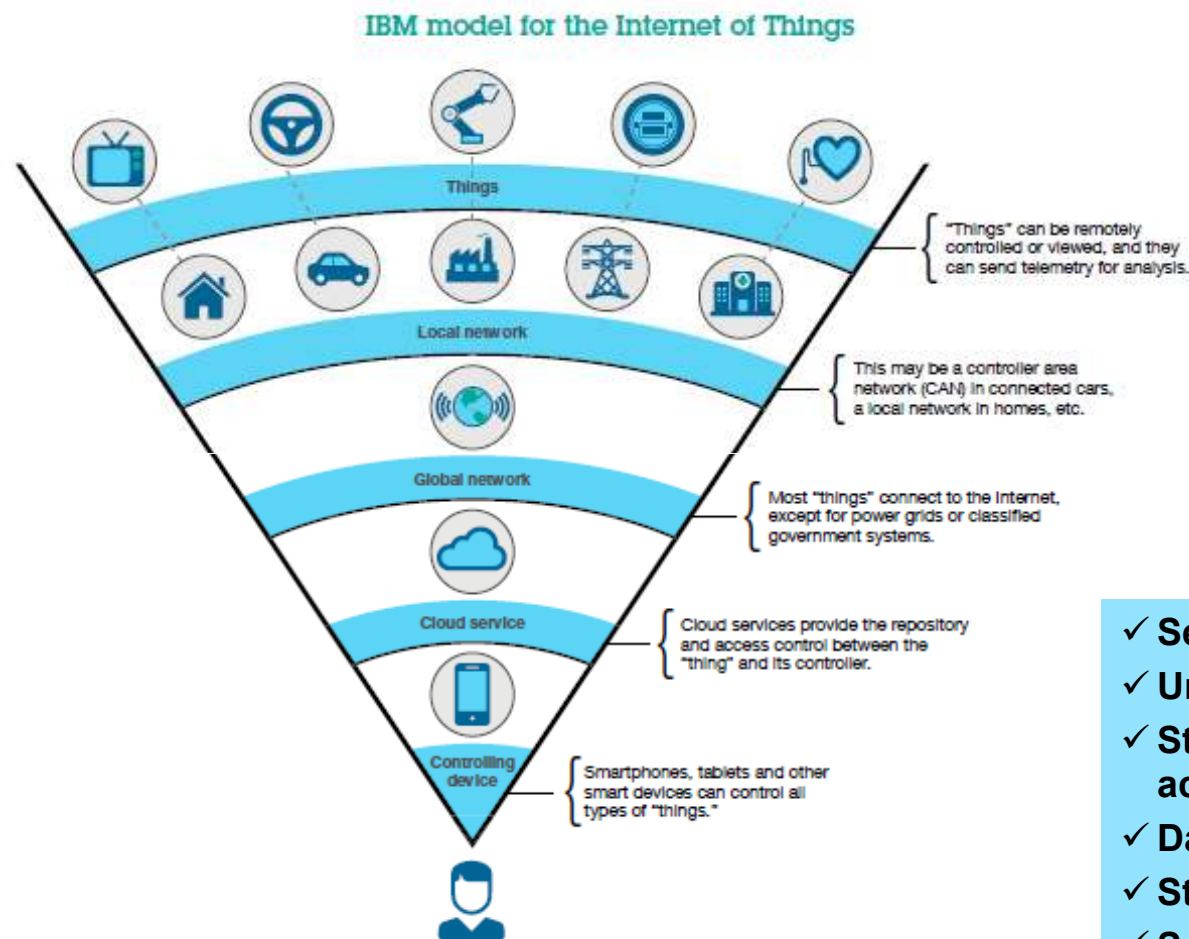 IBM model for the Internet of Things
Things
"Things" can be remotely
controlled or viewed, and they
can send telemetry for analysis.
Local network
This may be a controller area
network (CAN) in connected cars,
a local network in homes, etc.
Global network
Most "things" connect to the Internet,
except for power grids or classified
government systems.
Cloud service
Cloud services provide the repository
and access control between the
"thing" and its controller.
Controlling
device
Smartphones, tablets and other
smart devices can control all
types of "things."